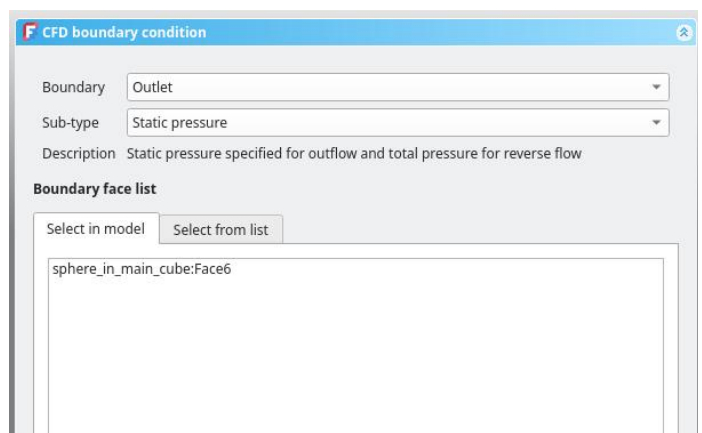 CFD boundary condition
Boundary Outlet
Sub-type Static pressure
Description Static pressure specified for outflow and total pressure for reverse flow
Boundary face list
Select in model Select from list
sphere_in_main_cube:Face6